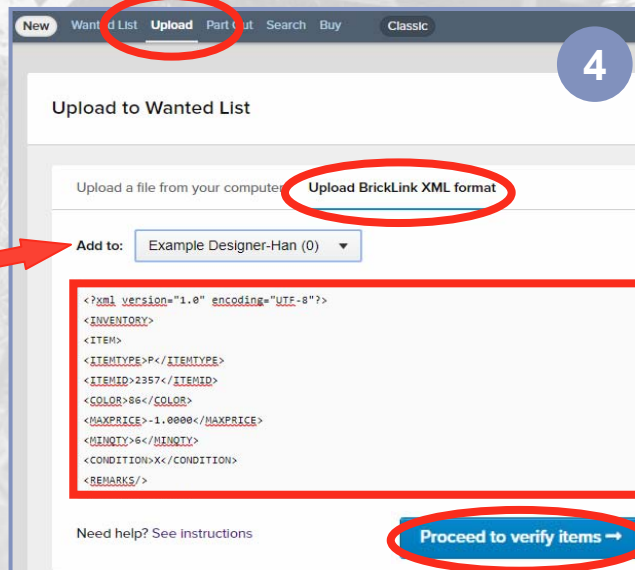 New Wanted List Upload Part Out Search Buy Classic
4
Upload to Wanted List
Upload a file from your computer Upload BrickLink XML format
Add to: Example Designer-Han (0)
<?xml version="1.0" encoding="UTF-8"?>
<INVENTORY>
<ITEM>
<ITEMTYPE>P</ITEMTYPE>
<ITEMID>2357</ITEMID>
<COLOR>86</COLOR>
<MAXPRICE>-1.0000</MAXPRICE>
<MINQTY>6</MINQTY>
<CONDITION>X</CONDITION>
<REMARKS/>
Need help? See instructions
Proceed to verify items →